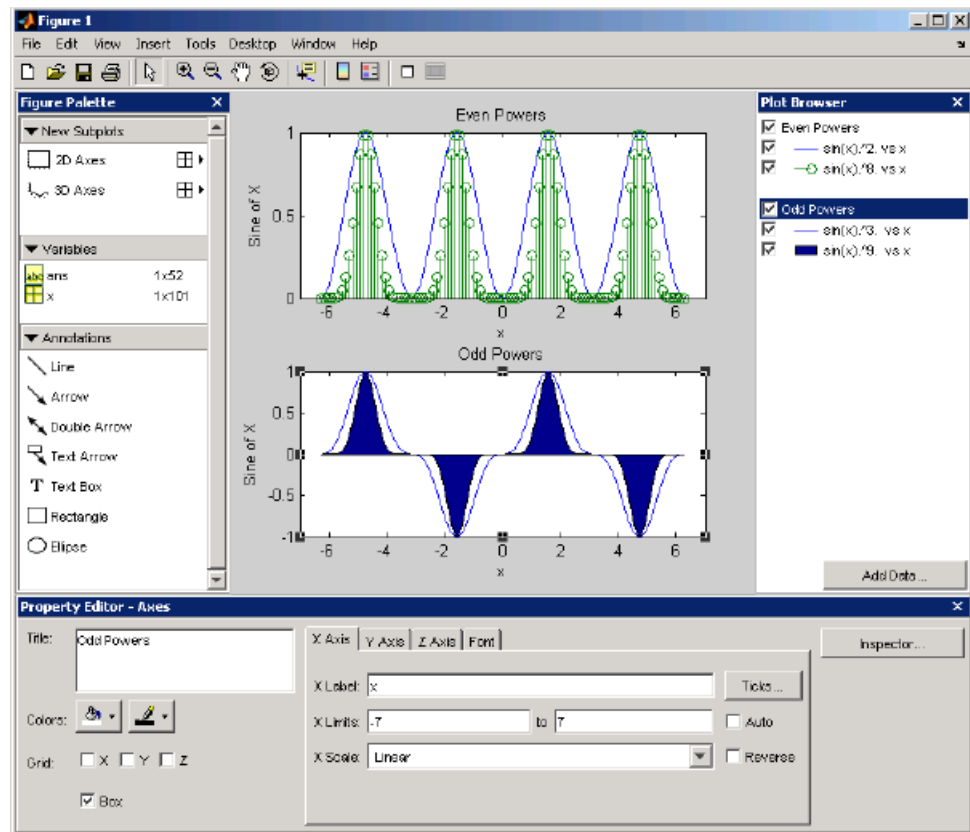 Figure 1
File Edit View Insert Tools Desktop Window Help
Figure Palette
New Subplots
2D Axes
3D Axes
Variables
abc ans 1x52
x 1x101
Annotations
Line
Arrow
Double Arrow
Text Arrow
T Text Box
Rectangle
Ellipse
Even Powers
Sine of X
1
0.5
0
-6 -4 -2 0 2 4 6
x
Odd Powers
Sine of X
1
0.5
0
-0.5
-1
-6 -4 -2 0 2 4 6
x
Plot Browser
Even Powers
sin(x).^2. vs x
sin(x).^8. vs x
Odd Powers
sin(x).^3. vs x
sin(x).^9. vs x
Add Data...
Property Editor - Axes
Title: Odd Powers
Colors:
Grid: X Y Z
Box
X Axis Y Axis Z Axis Font
X Label: x Ticks...
X Limits: -7 to 7 Auto
X Scale: Linear Reverse
Inspector...